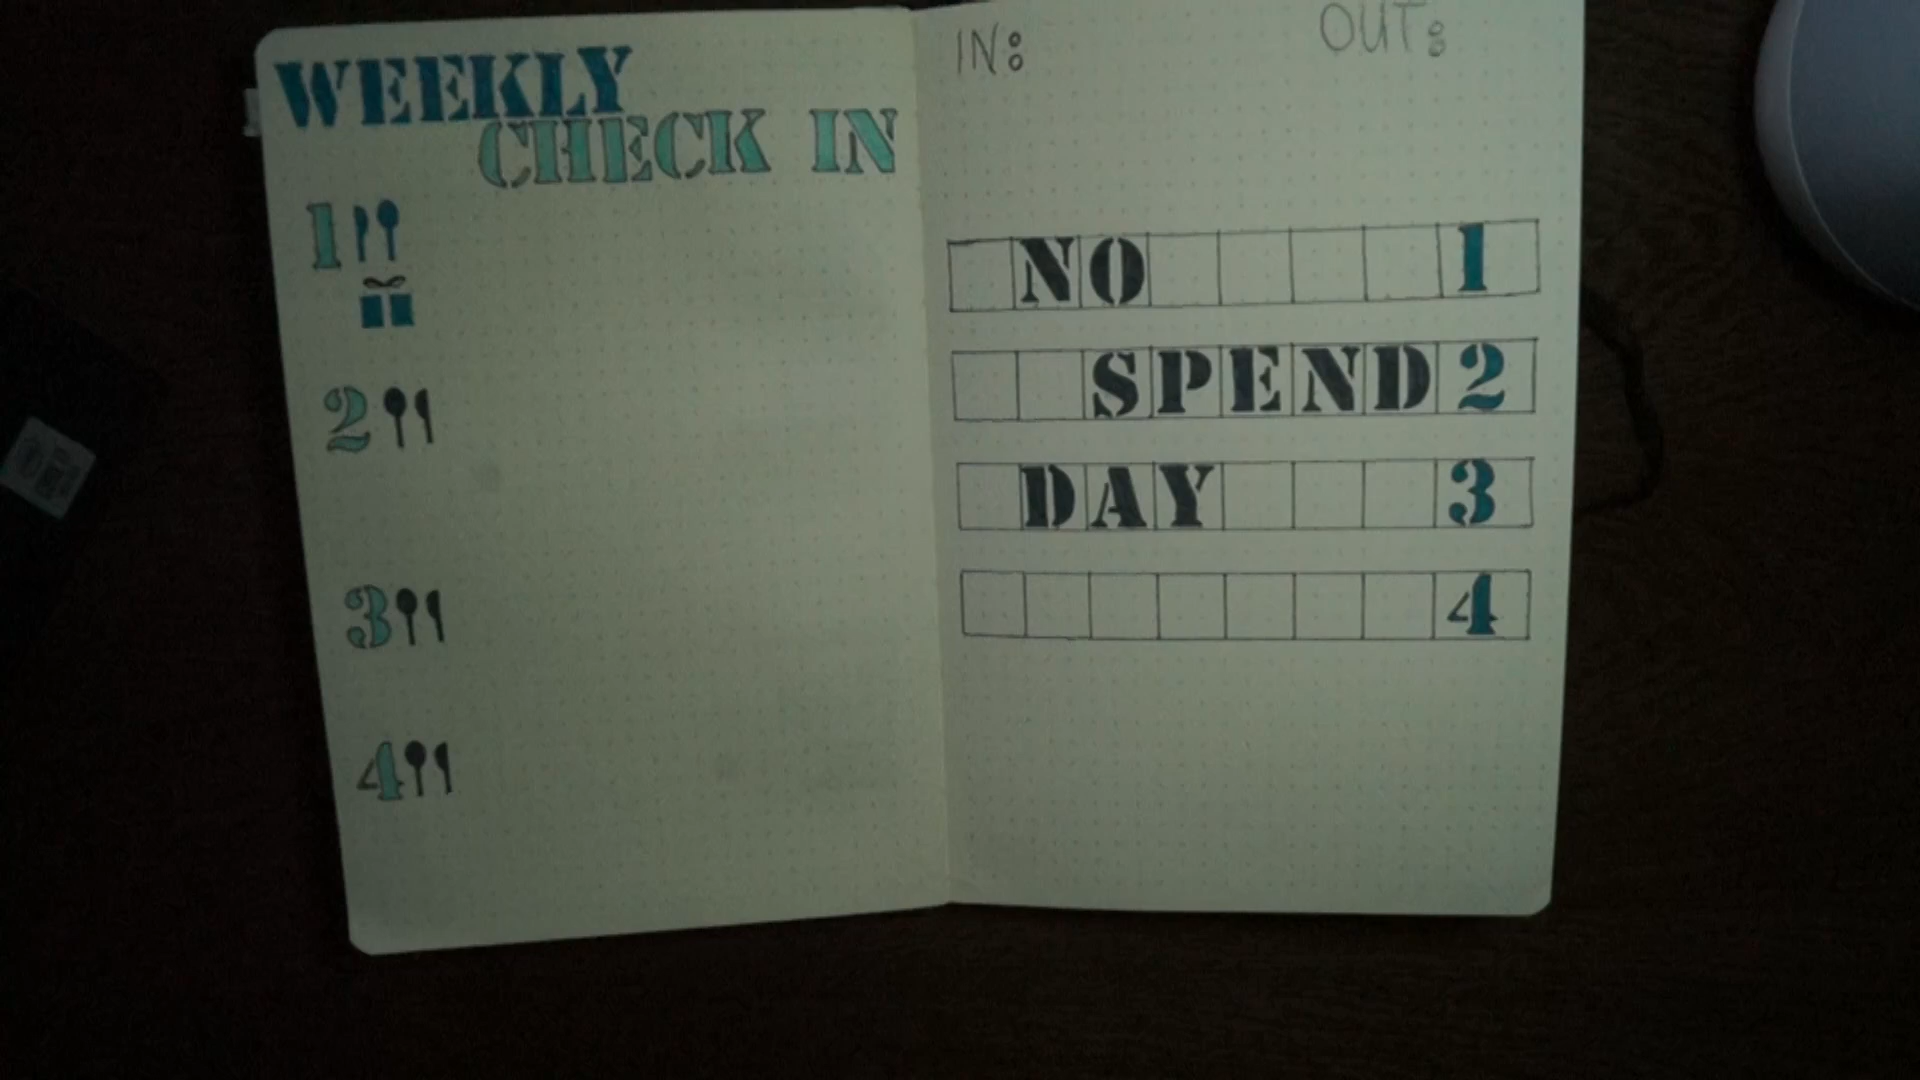 WEEKLY
CHECK IN
1
2
3
4
IN:
OUT:
NO 1
SPEND 2
DAY 3
4